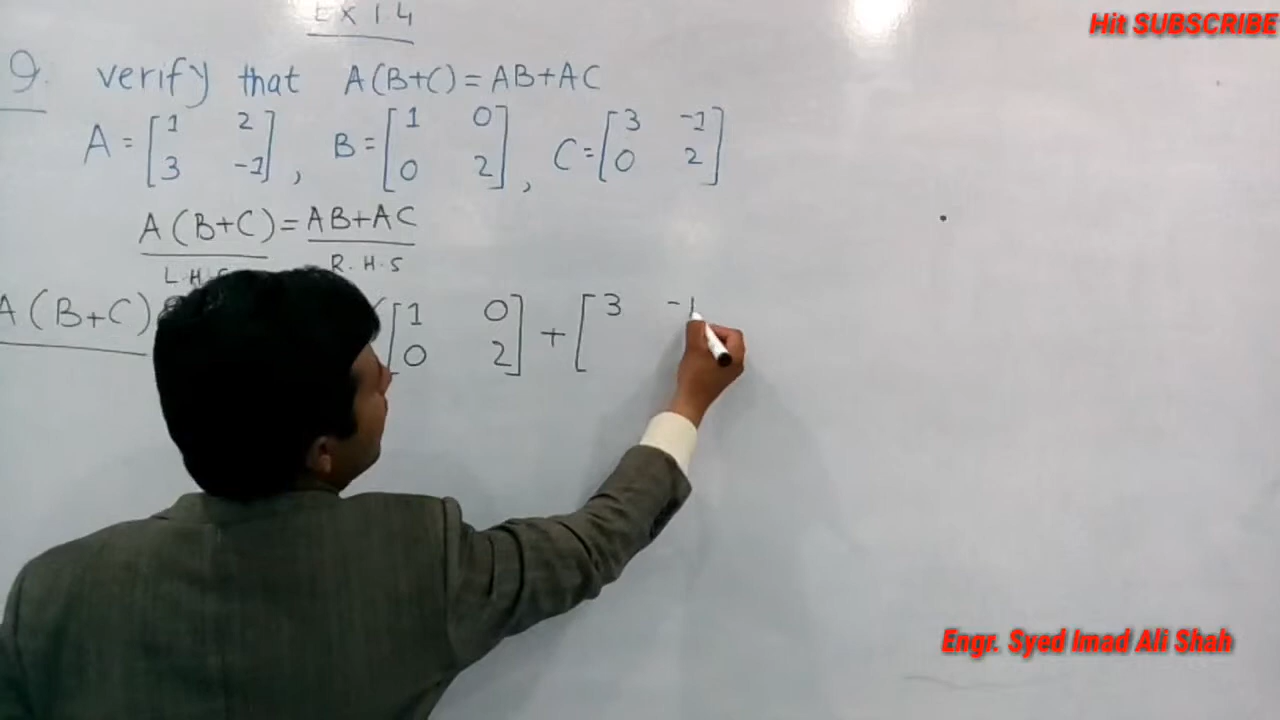 Ex 1.4
Hit SUBSCRIBE
9. verify that A(B+C) = AB+AC
A = [1 2
3 -1], B = [1 0
0 2], C = [3 -1
0 2]
A(B+C) = AB+AC
L.H.S R.H.S
A(B+C) [1 0
0 2] + [3 -1
Engr. Syed Imad Ali Shah